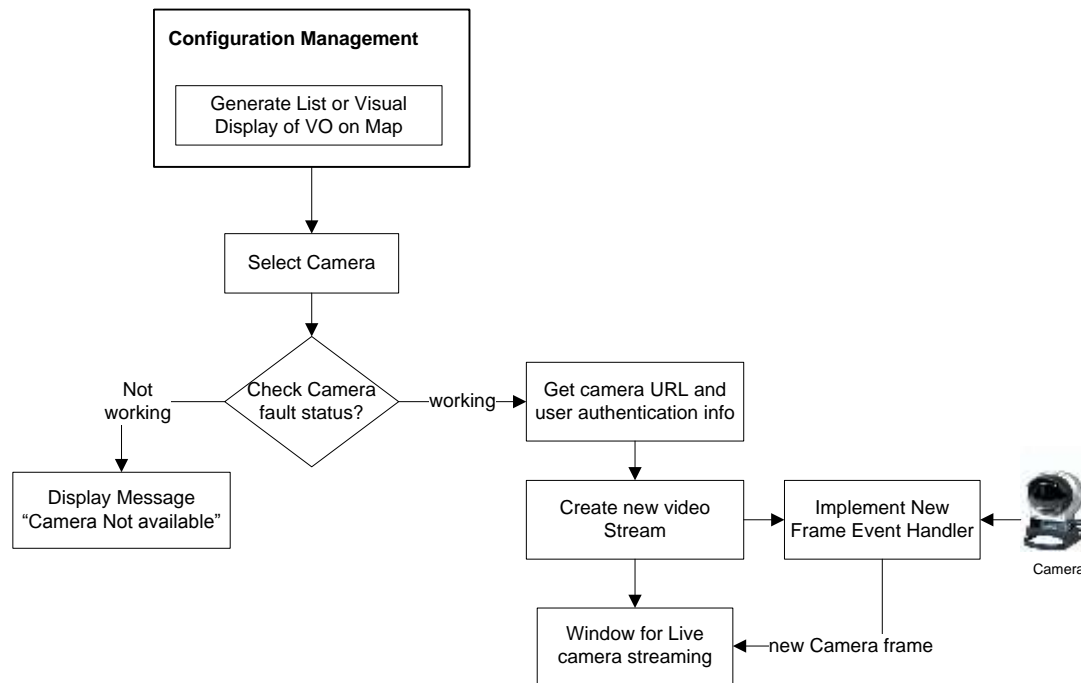 Configuration Management
Generate List or Visual
Display of VO on Map
Select Camera
Check Camera
fault status?
Not
working
working
Get camera URL and
user authentication info
Display Message
“Camera Not available”
Create new video
Stream
Implement New
Frame Event Handler
Camera
Window for Live
camera streaming
new Camera frame